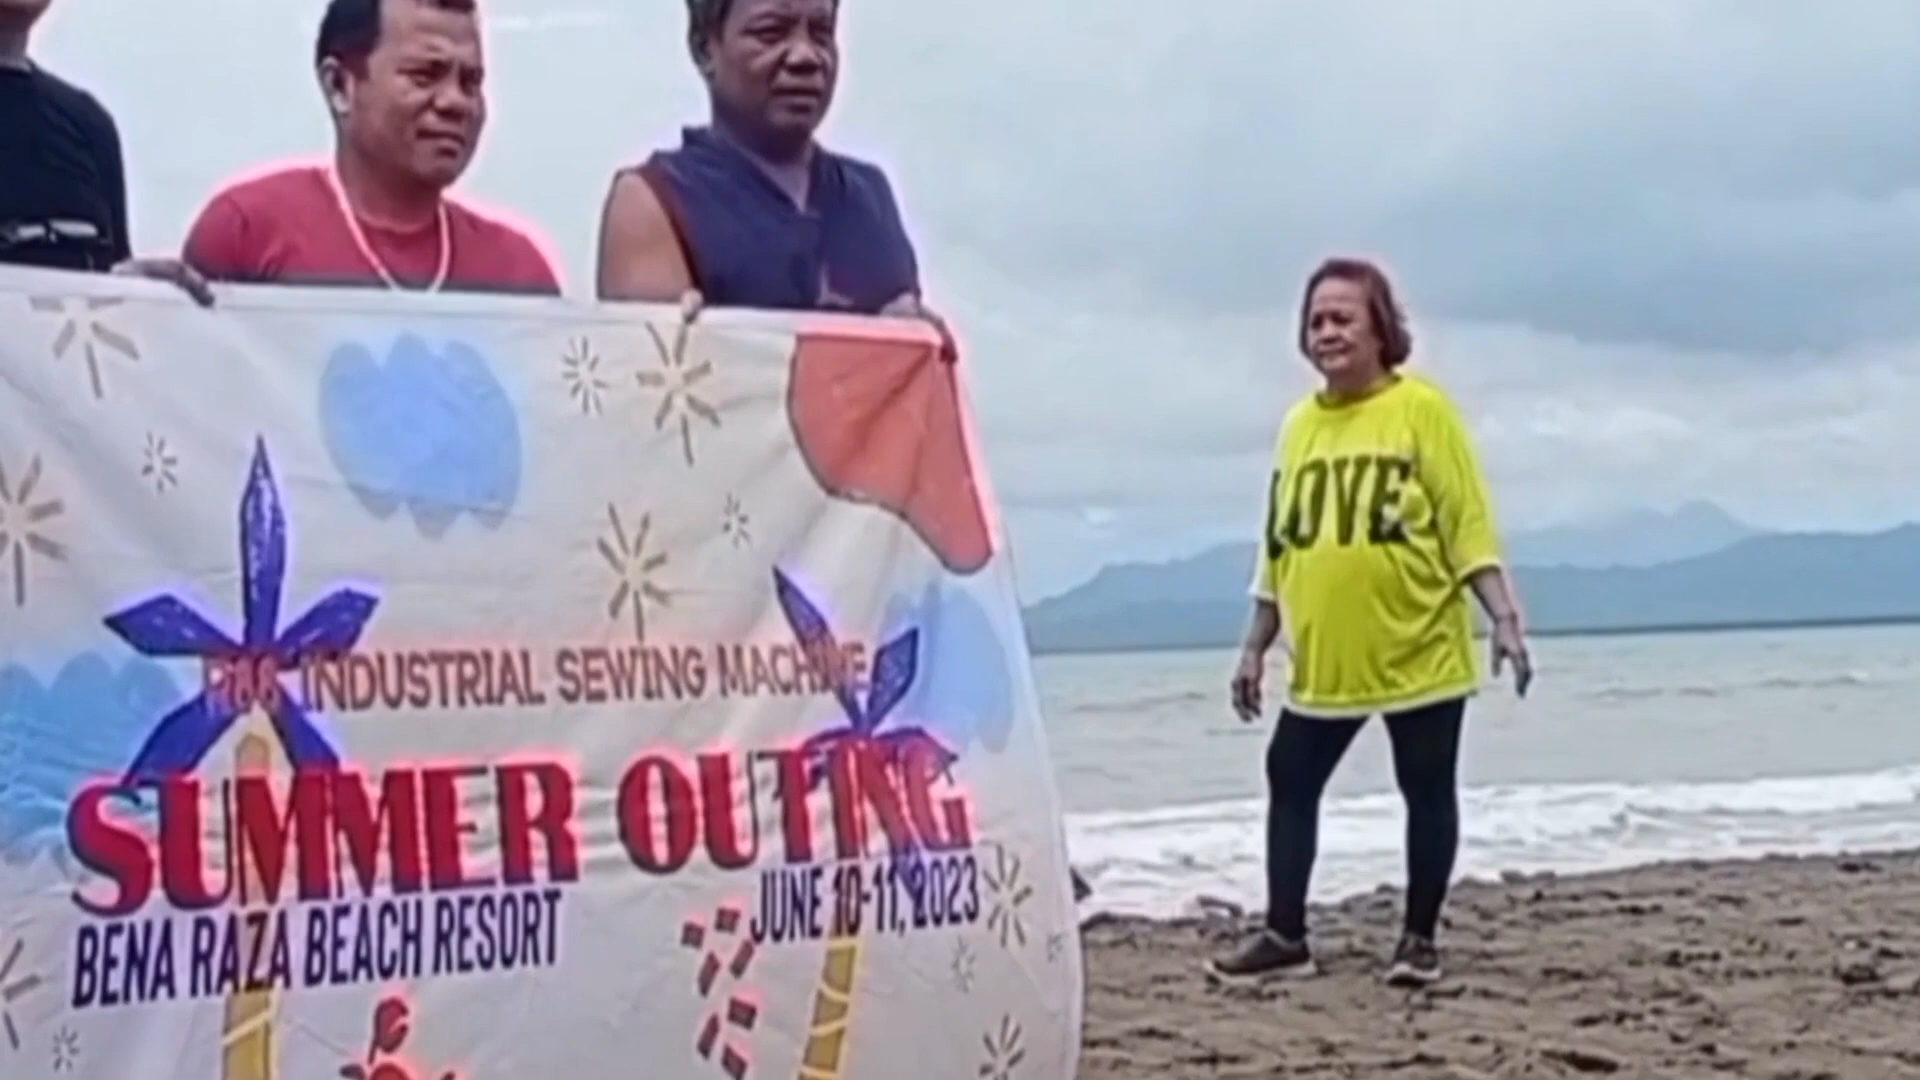 INDUSTRIAL SEWING MACHINE
SUMMER OUTING
BENA RAZA BEACH RESORT
JUNE 10-11, 2023
LOVE